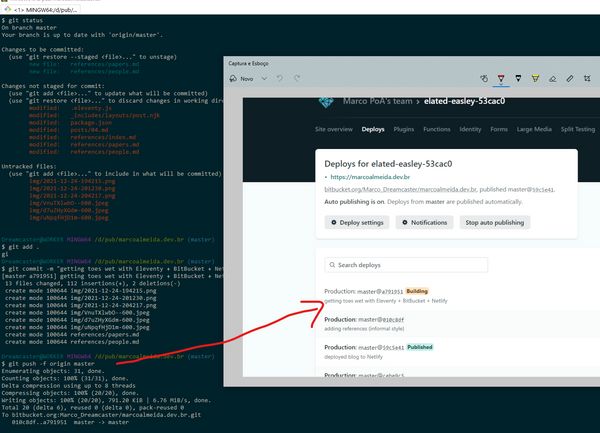 <1> MINGW64:/d/pub/...
$ git status
On branch master
Your branch is up to date with 'origin/master'.
Changes to be committed:
(use "git restore --staged <file>..." to unstage)
new file: references/papers.md
new file: references/people.md
Changes not staged for commit:
(use "git add <file>..." to update what will be committed)
(use "git restore <file>..." to discard changes in working dire
modified: .eleventy.js
modified: _includes/layouts/post.njk
modified: package.json
modified: posts/04.md
modified: references/index.md
modified: references/papers.md
modified: references/people.md
Untracked files:
(use "git add <file>..." to include in what will be committed)
img/2021-12-24-194215.png
img/2021-12-24-201230.png
img/2021-12-24-204217.png
img/VnuTXlwbO--600.jpeg
img/d7uZHyXGdm-600.jpeg
img/uNpqfHjD1m-600.jpeg
Dreamcaster@WORKER MINGW64 /d/pub/marcoalmeida.dev.br (master)
$ git add .
gi
Dreamcaster@WORKER MINGW64 /d/pub/marcoalmeida.dev.br (master)
$ git commit -m "getting toes wet with Eleventy + BitBucket + Net
[master a791951] getting toes wet with Eleventy + BitBucket + Net
13 files changed, 112 insertions(+), 2 deletions(-)
create mode 100644 img/2021-12-24-194215.png
create mode 100644 img/2021-12-24-201230.png
create mode 100644 img/2021-12-24-204217.png
create mode 100644 img/VnuTXlwbO--600.jpeg
create mode 100644 img/d7uZHyXGdm-600.jpeg
create mode 100644 img/uNpqfHjD1m-600.jpeg
create mode 100644 references/papers.md
create mode 100644 references/people.md
Dreamcaster@WORKER MINGW64 /d/pub/marcoalmeida.dev.br (master)
$ git push -f origin master
Enumerating objects: 31, done.
Counting objects: 100% (31/31), done.
Delta compression using up to 8 threads
Compressing objects: 100% (20/20), done.
Writing objects: 100% (20/20), 791.20 KiB | 6.76 MiB/s, done.
Total 20 (delta 6), reused 0 (delta 0), pack-reused 0
To bitbucket.org:Marco_Dreamcaster/marcoalmeida.dev.br.git
010c8df..a791951 master -> master
Captura e Esboço
Novo
Marco PoA's team > elated-easley-53cac0
Site overview Deploys Plugins Functions Identity Forms Large Media Split Testing
Deploys for elated-easley-53cac0
https://marcoalmeida.dev.br
bitbucket.org/Marco_Dreamcaster/marcoalmeida.dev.br, published master@59c5e41.
Auto publishing is on. Deploys from master are published automatically.
Deploy settings Notifications Stop auto publishing
Search deploys
Production: master@a791951 Building
getting toes wet with Eleventy + BitBucket + Netlify
Production: master@010c8df
adding references (informal style)
Production: master@59c5e41 Published
deployed blog to Netlify